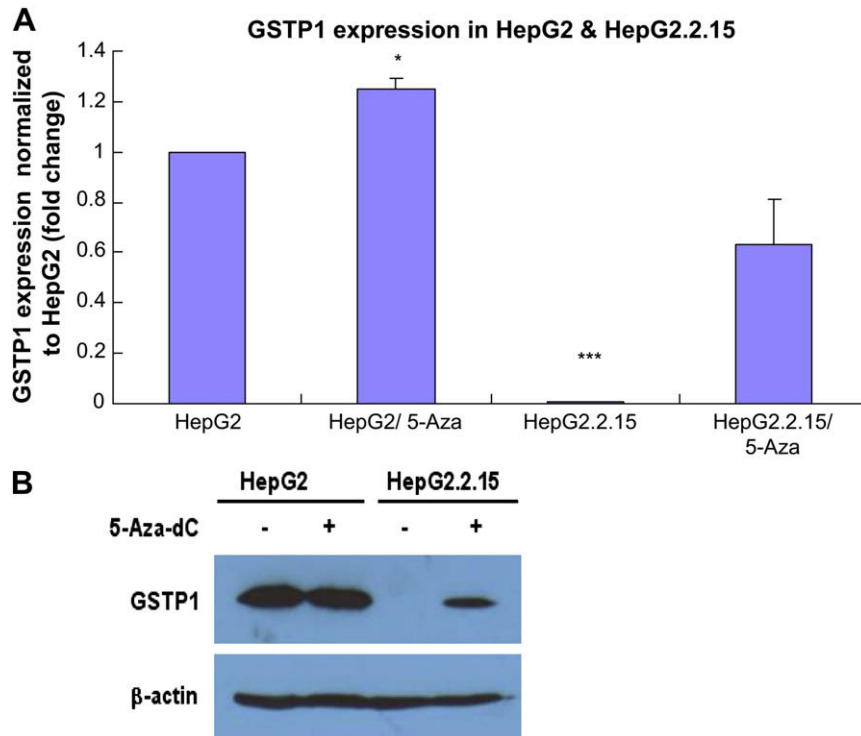 A
GSTP1 expression in HepG2 & HepG2.2.15
GSTP1 expression normalized
to HepG2 (fold change)
1.4
1.2
1
0.8
0.6
0.4
0.2
0
*
***
HepG2
HepG2/ 5-Aza
HepG2.2.15
HepG2.2.15/
5-Aza
B
HepG2 HepG2.2.15
5-Aza-dC - + - +
GSTP1
β-actin